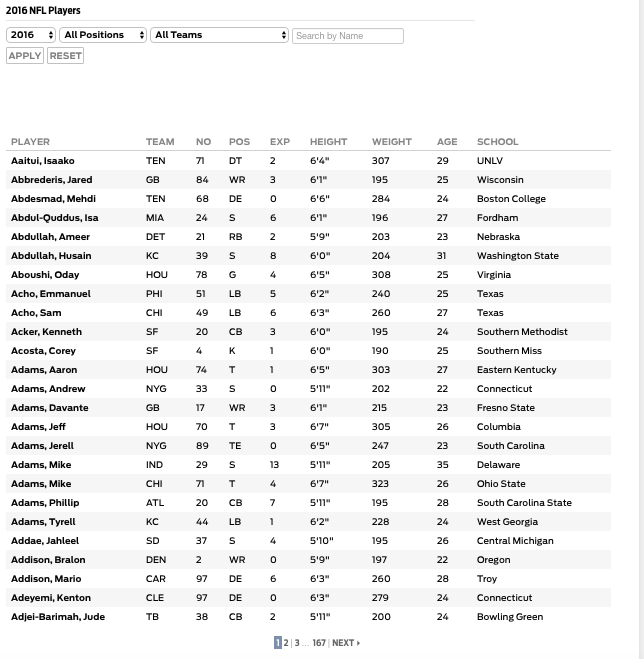 2016 NFL Players
2016 All Positions All Teams Search by Name
APPLY RESET
PLAYER TEAM NO POS EXP HEIGHT WEIGHT AGE SCHOOL
Aaitui, Isaako TEN 71 DT 2 6'4" 307 29 UNLV
Abbrederis, Jared GB 84 WR 3 6'1" 195 25 Wisconsin
Abdesmad, Mehdi TEN 68 DE 0 6'6" 284 24 Boston College
Abdul-Quddus, Isa MIA 24 S 6 6'1" 196 27 Fordham
Abdullah, Ameer DET 21 RB 2 5'9" 203 23 Nebraska
Abdullah, Husain KC 39 S 8 6'0" 204 31 Washington State
Aboushi, Oday HOU 78 G 4 6'5" 308 25 Virginia
Acho, Emmanuel PHI 51 LB 5 6'2" 240 25 Texas
Acho, Sam CHI 49 LB 6 6'3" 260 27 Texas
Acker, Kenneth SF 20 CB 3 6'0" 195 24 Southern Methodist
Acosta, Corey SF 4 K 1 6'0" 190 25 Southern Miss
Adams, Aaron HOU 74 T 1 6'5" 303 27 Eastern Kentucky
Adams, Andrew NYG 33 S 0 5'11" 202 22 Connecticut
Adams, Davante GB 17 WR 3 6'1" 215 23 Fresno State
Adams, Jeff HOU 70 T 3 6'7" 305 26 Columbia
Adams, Jerell NYG 89 TE 0 6'5" 247 23 South Carolina
Adams, Mike IND 29 S 13 5'11" 205 35 Delaware
Adams, Mike CHI 71 T 4 6'7" 323 26 Ohio State
Adams, Phillip ATL 20 CB 7 5'11" 195 28 South Carolina State
Adams, Tyrell KC 44 LB 1 6'2" 228 24 West Georgia
Addae, Jahleel SD 37 S 4 5'10" 195 26 Central Michigan
Addison, Bralon DEN 2 WR 0 5'9" 197 22 Oregon
Addison, Mario CAR 97 DE 6 6'3" 260 28 Troy
Adeyemi, Kenton CLE 97 DE 0 6'3" 279 24 Connecticut
Adjei-Barimah, Jude TB 38 CB 2 5'11" 200 24 Bowling Green
1 2 | 3 ... 167 | NEXT